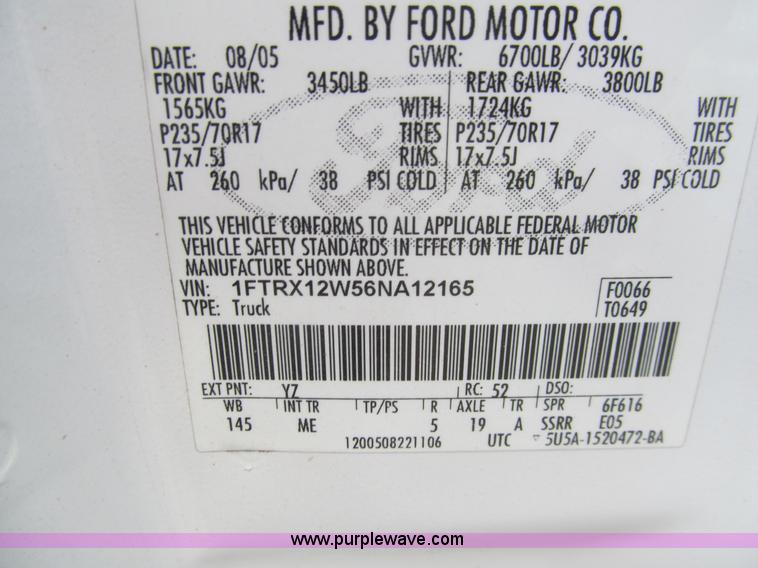 MFD. BY FORD MOTOR CO.
DATE: 08/05 GVWR: 6700LB/ 3039KG
FRONT GAWR: 3450LB REAR GAWR: 3800LB
1565KG WITH 1724KG WITH
P235/70R17 TIRES P235/70R17 TIRES
17x7.5J RIMS 17x7.5J RIMS
AT 260 kPa/ 38 PSI COLD AT 260 kPa/ 38 PSI COLD
Ford
THIS VEHICLE CONFORMS TO ALL APPLICABLE FEDERAL MOTOR
VEHICLE SAFETY STANDARDS IN EFFECT ON THE DATE OF
MANUFACTURE SHOWN ABOVE.
VIN: 1FTRX12W56NA12165 F0066
TYPE: Truck T0649
EXT PNT: YZ RC: 52 DSO:
WB INT TR TP/PS R AXLE TR SPR 6F616
145 ME 5 19 A SSRR E05
1200508221106 UTC 5U5A-1520472-BA
www.purplewave.com